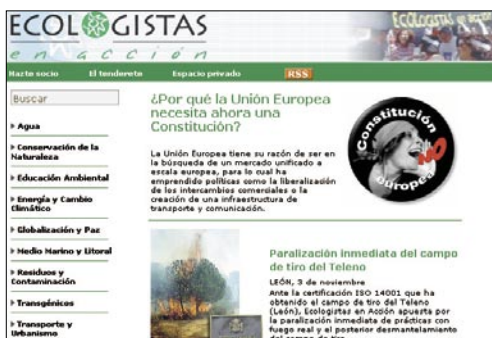 ECOLOGISTAS
en acción
Ecologistas en acción
Hazte socio El tenderete Espacio privado RSS
Buscar
Agua
Conservación de la
Naturaleza
Educación Ambiental
Energía y Cambio
Climático
Globalización y Paz
Medio Marino y Litoral
Residuos y
Contaminación
Transgénicos
Transporte y
Urbanismo
¿Por qué la Unión Europea
necesita ahora una
Constitución?
La Unión Europea tiene su razón de ser en
la búsqueda de un mercado unificado a
escala europea, para lo cual ha
emprendido políticas como la liberalización
de los intercambios comerciales o la
creación de una infraestructura de
transporte y comunicación.
Constitución
NO
europea
Paralización inmediata del campo
de tiro del Teleno
LEÓN, 3 de noviembre
Ante la certificación ISO 14001 que ha
obtenido el campo de tiro del Teleno
(León), Ecologistas en Acción apuesta por
la paralización inmediata de prácticas con
fuego real y el posterior desmantelamiento
del campo de tiro